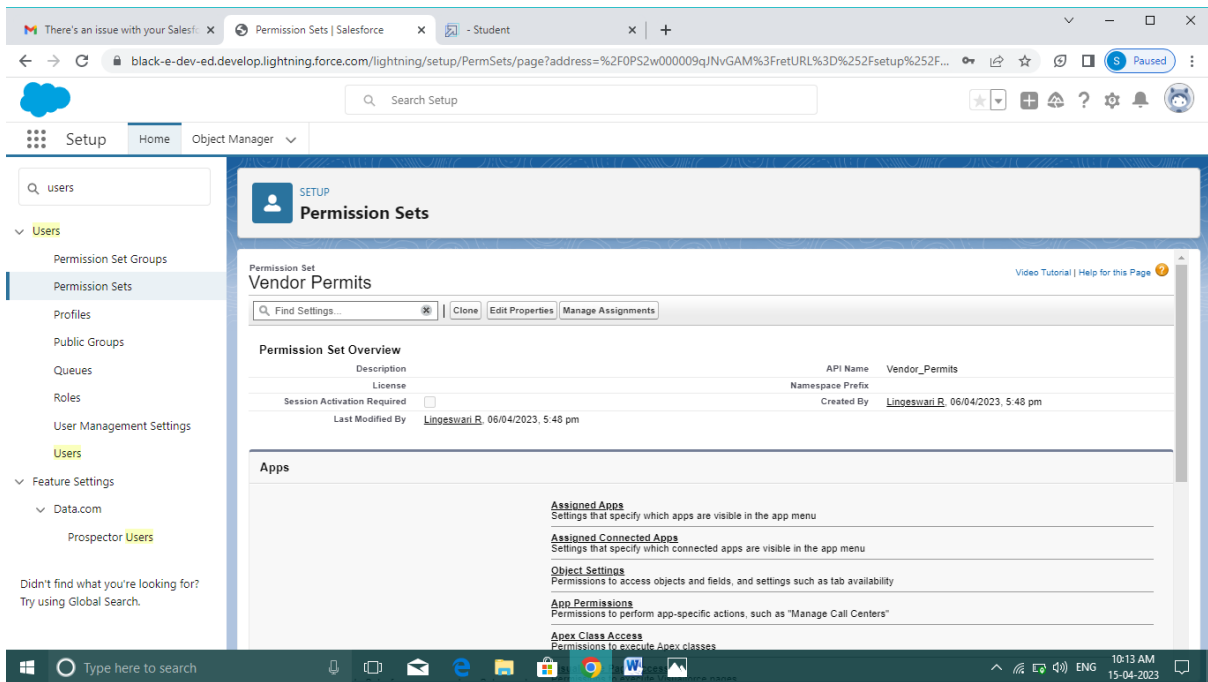 There's an issue with your Salesfo
Permission Sets | Salesforce
- Student
black-e-dev-ed.develop.lightning.force.com/lightning/setup/PermSets/page?address=%2F0PS2w000009qJNvGAM%3FretURL%3D%252Fsetup%252F...
S Paused
Search Setup
Setup
Home
Object Manager
users
Users
Permission Set Groups
Permission Sets
Profiles
Public Groups
Queues
Roles
User Management Settings
Users
Feature Settings
Data.com
Prospector Users
Didn't find what you're looking for?
Try using Global Search.
SETUP
Permission Sets
Permission Set
Vendor Permits
Video Tutorial | Help for this Page
Find Settings...
Clone Edit Properties Manage Assignments
Permission Set Overview
Description
API Name Vendor_Permits
License
Namespace Prefix
Session Activation Required
Created By Lingeswari R, 06/04/2023, 5:48 pm
Last Modified By Lingeswari R, 06/04/2023, 5:48 pm
Apps
Assigned Apps
Settings that specify which apps are visible in the app menu
Assigned Connected Apps
Settings that specify which connected apps are visible in the app menu
Object Settings
Permissions to access objects and fields, and settings such as tab availability
App Permissions
Permissions to perform app-specific actions, such as "Manage Call Centers"
Apex Class Access
Permissions to execute Apex classes
Type here to search
ENG
10:13 AM
15-04-2023